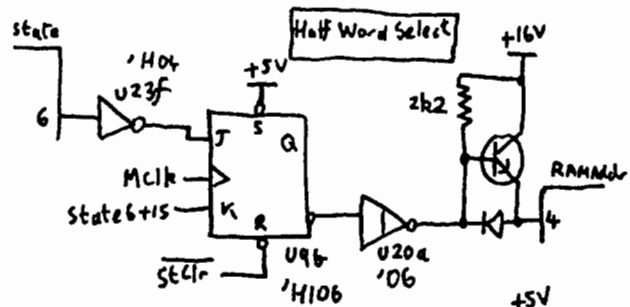 state
6
'H04
U23f
+5V
Half Word Select
+16V
2k2
J
S
Q
MClk
State6+15
K
R
StClr
U9b
'H106
U20a
'06
RAMAddr
4
+5V